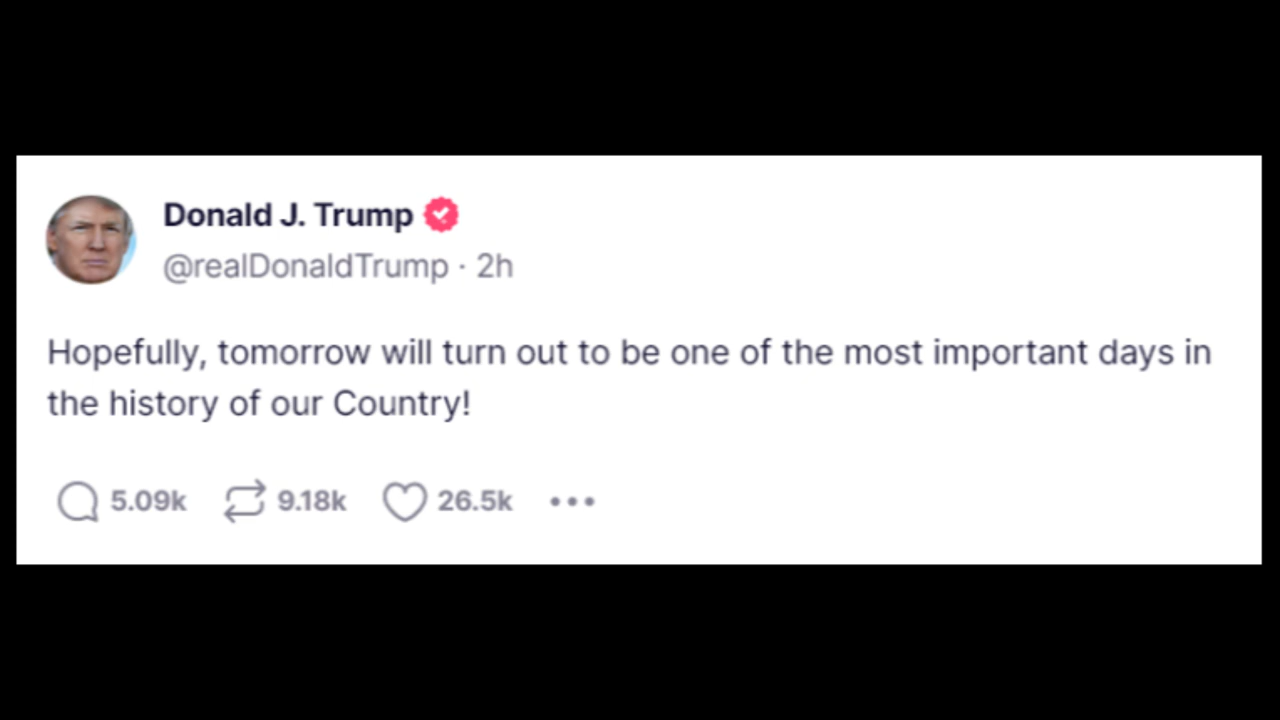 Donald J. Trump
@realDonaldTrump · 2h
Hopefully, tomorrow will turn out to be one of the most important days in
the history of our Country!
5.09k 9.18k 26.5k